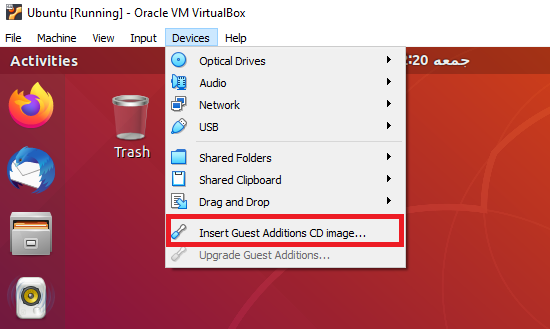 Ubuntu [Running] - Oracle VM VirtualBox
File Machine View Input Devices Help
Activities
:20 جمعه
Optical Drives
Audio
Network
USB
Trash
Shared Folders
Shared Clipboard
Drag and Drop
Insert Guest Additions CD image...
Upgrade Guest Additions...